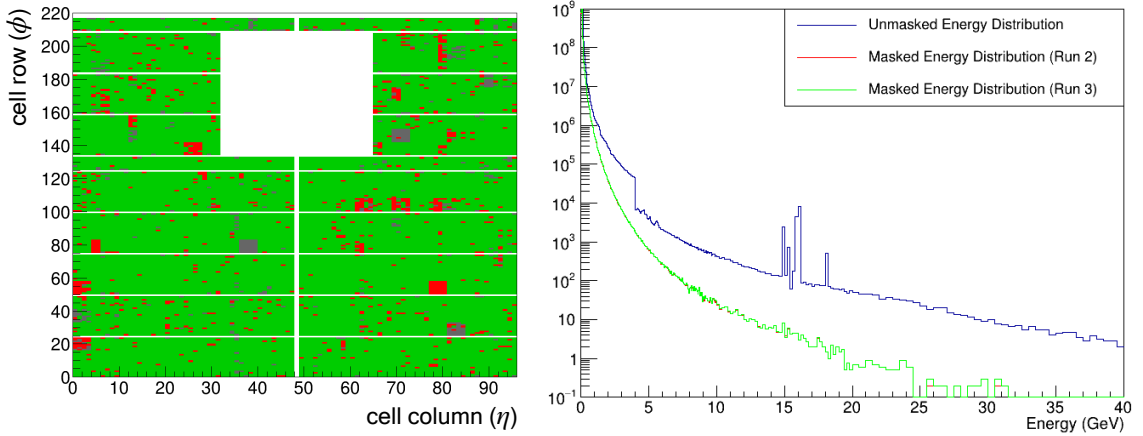 220
200
180
160
140
120
100
80
60
40
20
0
cell row (ϕ)
0 10 20 30 40 50 60 70 80 90
cell column (η)
10⁹
10⁸
10⁷
10⁶
10⁵
10⁴
10³
10²
10
1
10⁻¹
Unmasked Energy Distribution
Masked Energy Distribution (Run 2)
Masked Energy Distribution (Run 3)
0 5 10 15 20 25 30 35 40
Energy (GeV)